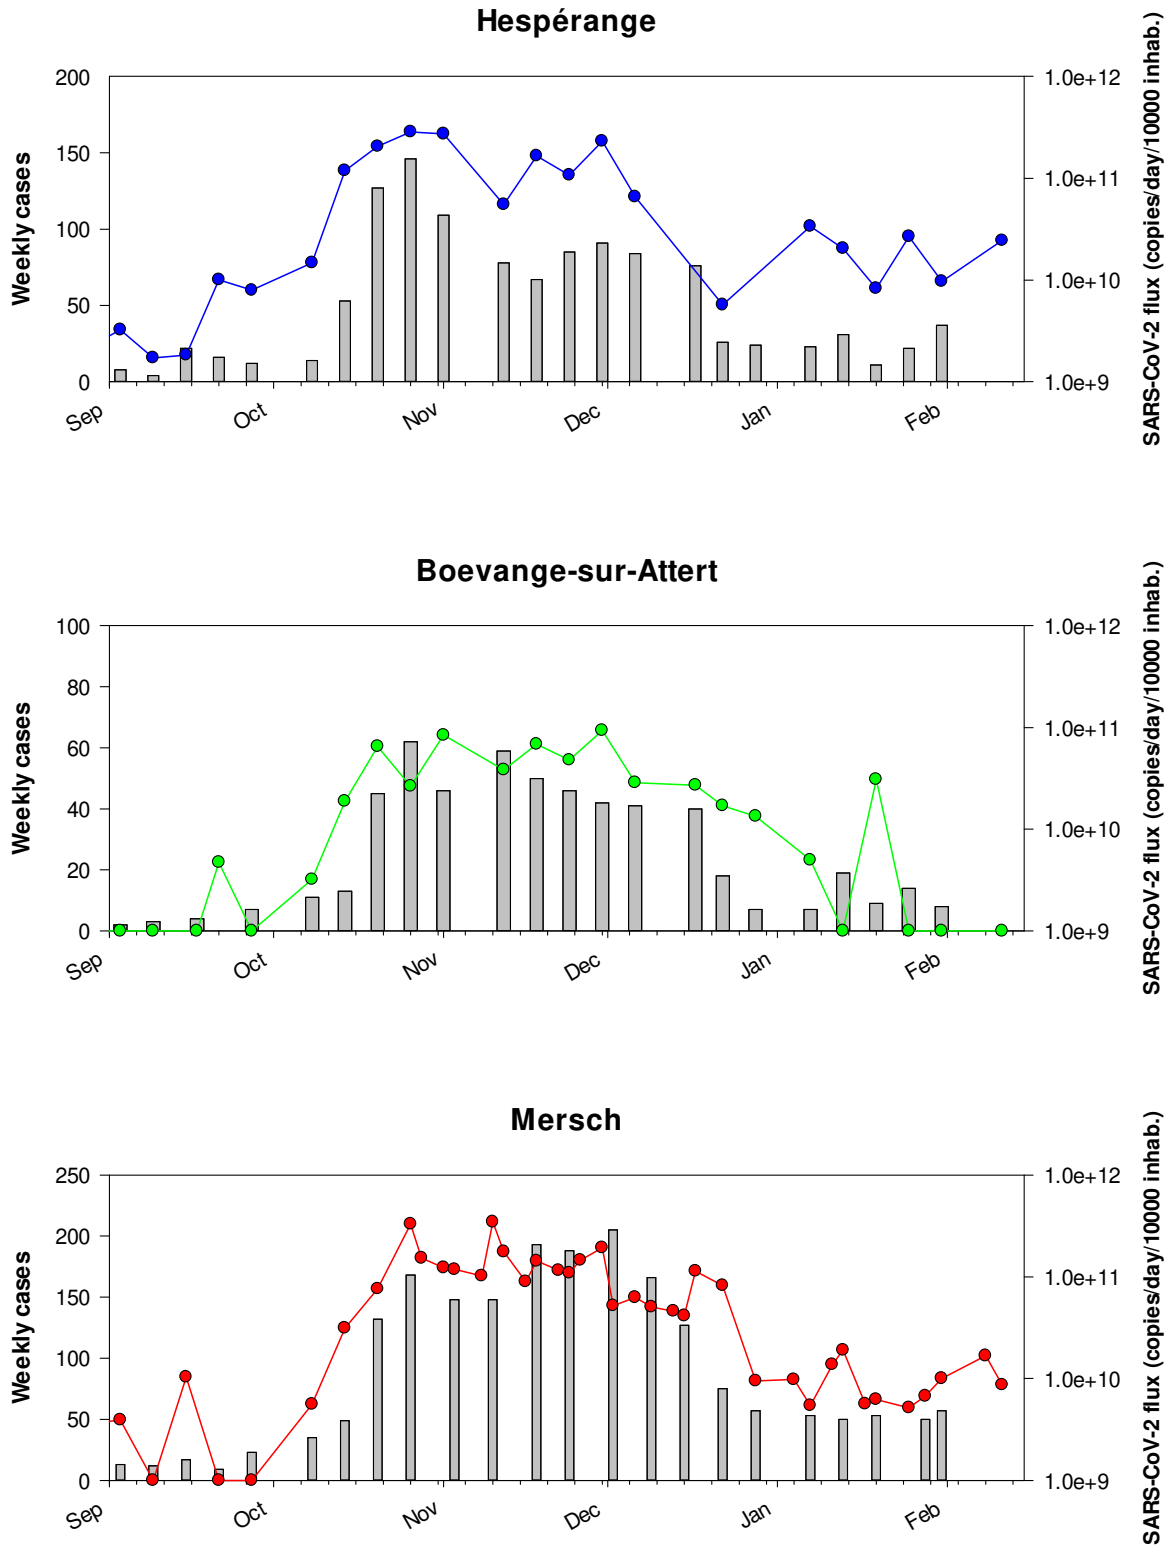 Hespérange
200
150
100
50
0
Weekly cases
1.0e+12
1.0e+11
1.0e+10
1.0e+9
SARS-CoV-2 flux (copies/day/10000 inhab.)
Sep Oct Nov Dec Jan Feb
Boevange-sur-Attert
100
80
60
40
20
0
Weekly cases
1.0e+12
1.0e+11
1.0e+10
1.0e+9
SARS-CoV-2 flux (copies/day/10000 inhab.)
Sep Oct Nov Dec Jan Feb
Mersch
250
200
150
100
50
0
Weekly cases
1.0e+12
1.0e+11
1.0e+10
1.0e+9
SARS-CoV-2 flux (copies/day/10000 inhab.)
Sep Oct Nov Dec Jan Feb